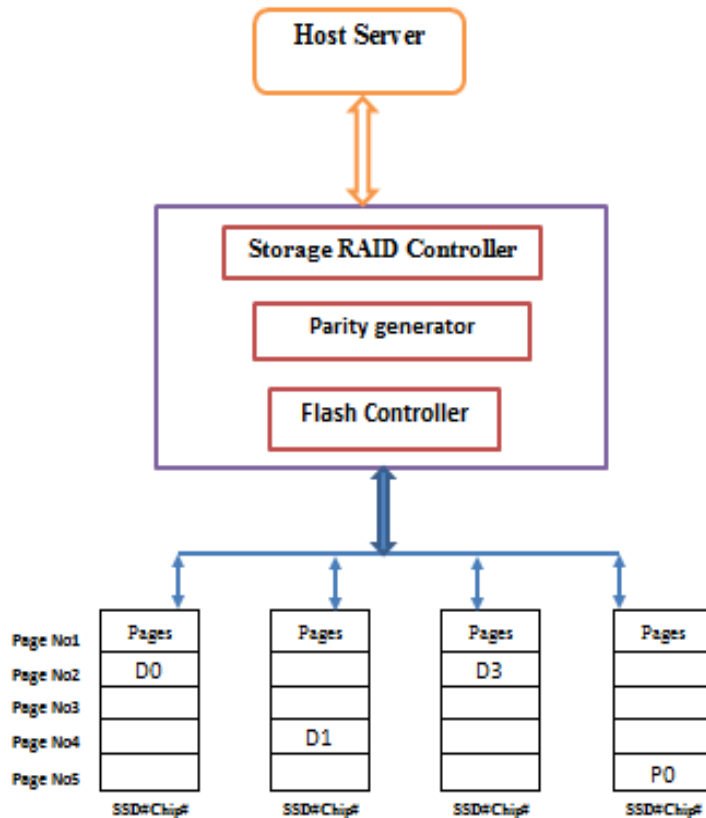 Host Server
Storage RAID Controller
Parity generator
Flash Controller
Page No1 Pages Pages Pages Pages
Page No2 D0 D3
Page No3
Page No4 D1
Page No5 P0
SSD#Chip# SSD#Chip# SSD#Chip# SSD#Chip#